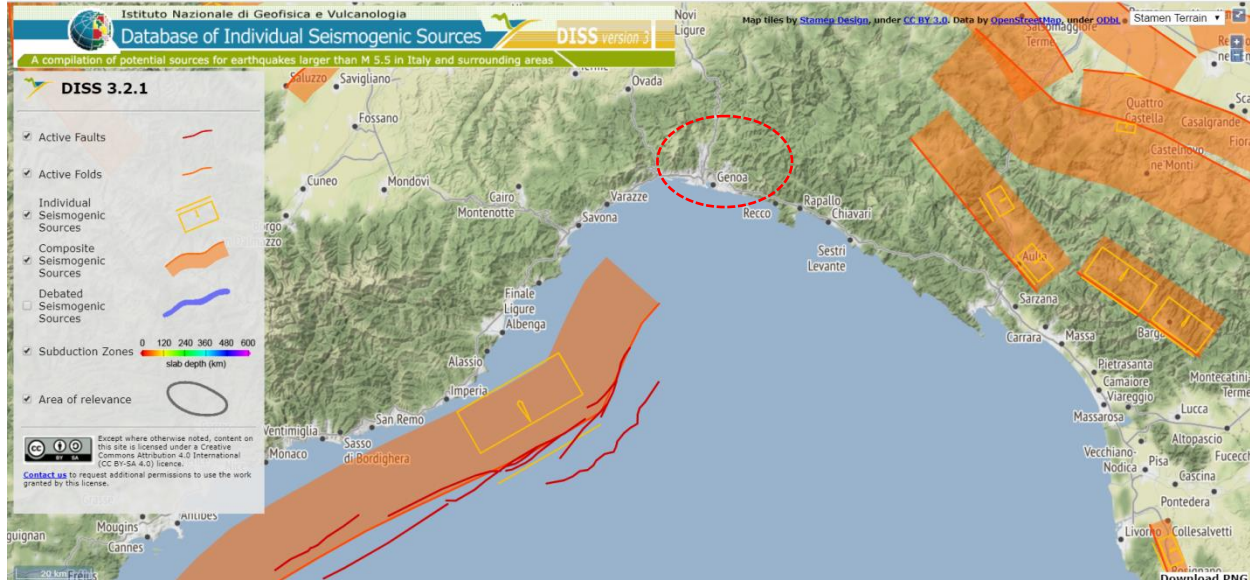 Istituto Nazionale di Geofisica e Vulcanologia
Database of Individual Seismogenic Sources
DISS version 3
A compilation of potential sources for earthquakes larger than M 5.5 in Italy and surrounding areas
Map tiles by Stamen Design, under CC BY 3.0. Data by OpenStreetMap, under ODbL.
Stamen Terrain
+
DISS 3.2.1
Active Faults
Active Folds
Individual
Seismogenic
Sources
Composite
Seismogenic
Sources
Debated
Seismogenic
Sources
Subduction Zones
0 120 240 360 480 600
slab depth (km)
Area of relevance
cc BY SA
Except where otherwise noted, content on
this site is licensed under a Creative
Commons Attribution 4.0 International
(CC BY-SA 4.0) licence.
Contact us to request additional permissions to use the work
granted by this license.
20 km
Novi
Ligure
Salsomaggiore
Terme
Saluzzo
Savigliano
Ovada
Fossano
Quattro
Castella
Casalgrande
Castelnovo
ne Monti
Cuneo
Mondovì
Genoa
Cairo
Montenotte
Varazze
Savona
Recco
Rapallo
Chiavari
Sestri
Levante
Aulla
Sarzana
Finale
Ligure
Albenga
Carrara
Massa
Barga
Alassio
Imperia
Pietrasanta
Camaiore
Viareggio
Montecatini
Terme
Massarosa
Lucca
San Remo
Ventimiglia
Monaco
Sasso
di Bordighera
Altopascio
Vecchiano-
Nodica
Pisa
Cascina
Pontedera
Antibes
Mougins
Cannes
Livorno
Collesalvetti
Rosignano
Download PNG